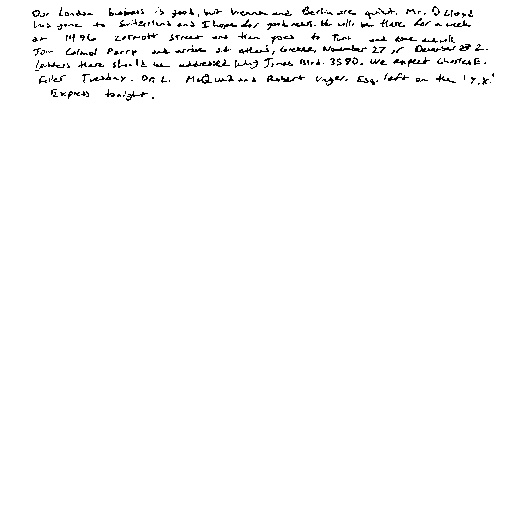 Our London business is good, but Vienna and Berlin are quiet. Mr. D Lloyd
has gone to Switzerland and I hope for good news. He will be there for a week
at 1496 Zermott Street and then goes to Turin and Rome and will
join Colonel Parry and arrive at Athens, Greece, November 27 or December 2.
Letters there should be addressed King James Blvd. 3580. We expect Charles E.
Fuller Tuesday. Dr. L. McQuaid and Robert Unger, Esq. left on the 'Y.X.'
Express tonight.